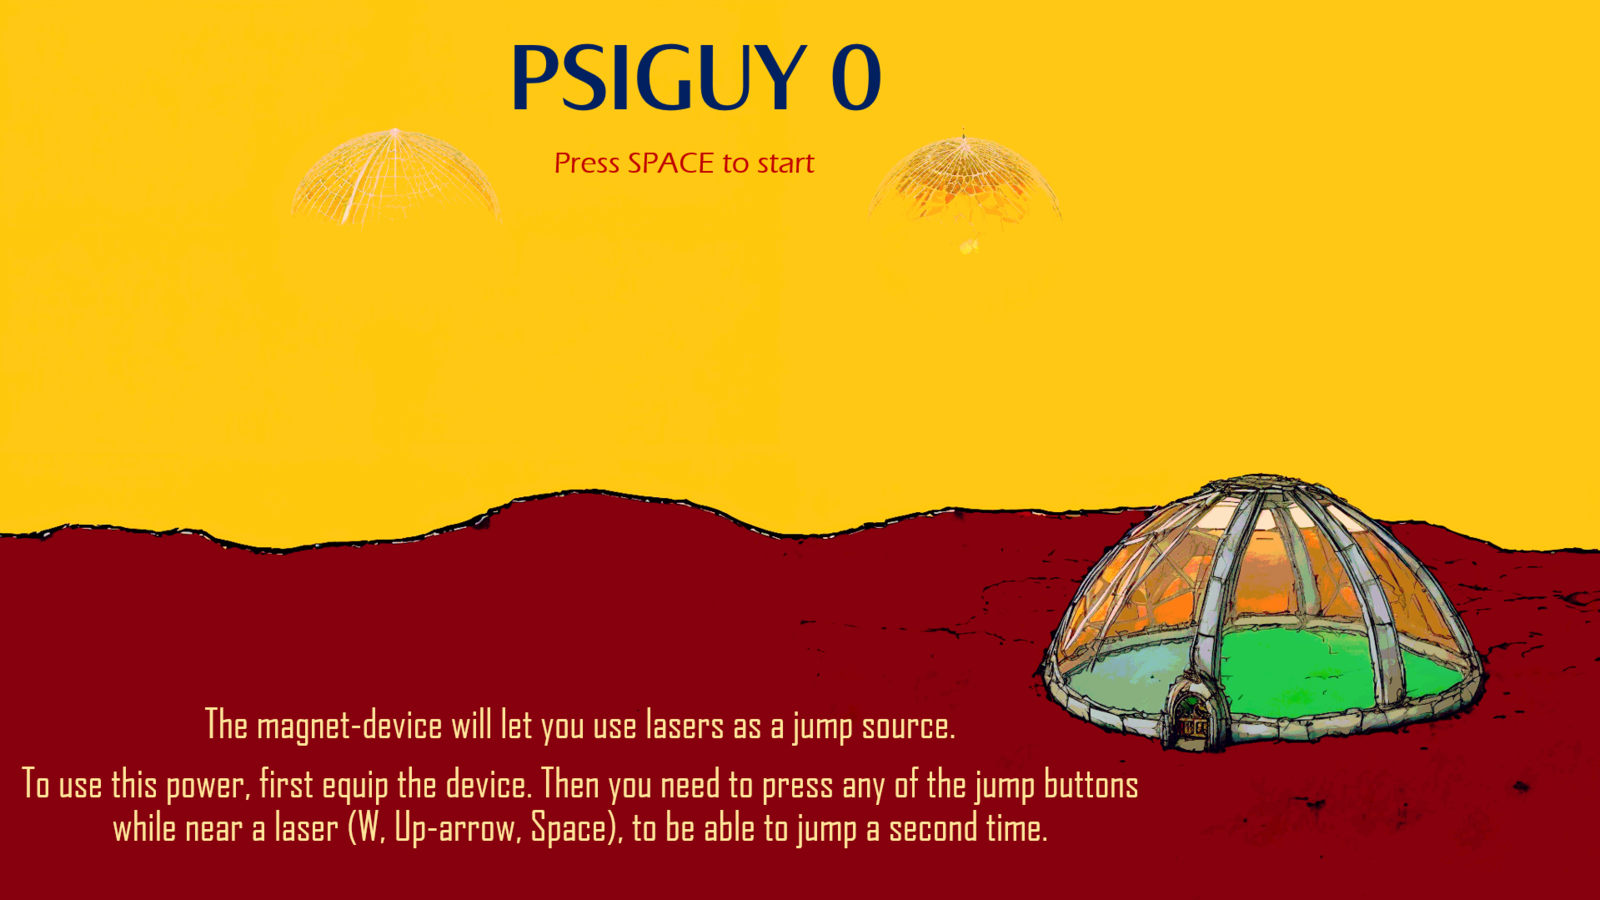 PSIGUY 0
Press SPACE to start
The magnet-device will let you use lasers as a jump source.
To use this power, first equip the device. Then you need to press any of the jump buttons
while near a laser (W, Up-arrow, Space), to be able to jump a second time.